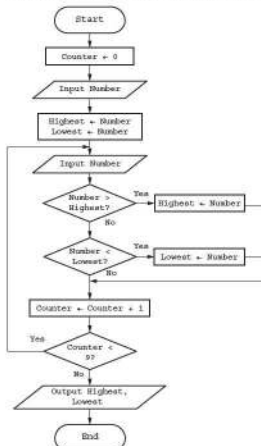 Start
Counter ← 0
Input Number
Highest ← Number
Lowest ← Number
Input Number
Number >
Highest?
Yes
Highest ← Number
No
Number <
Lowest?
Yes
Lowest ← Number
No
Counter ← Counter + 1
Yes
Counter <
9?
No
Output Highest,
Lowest
End